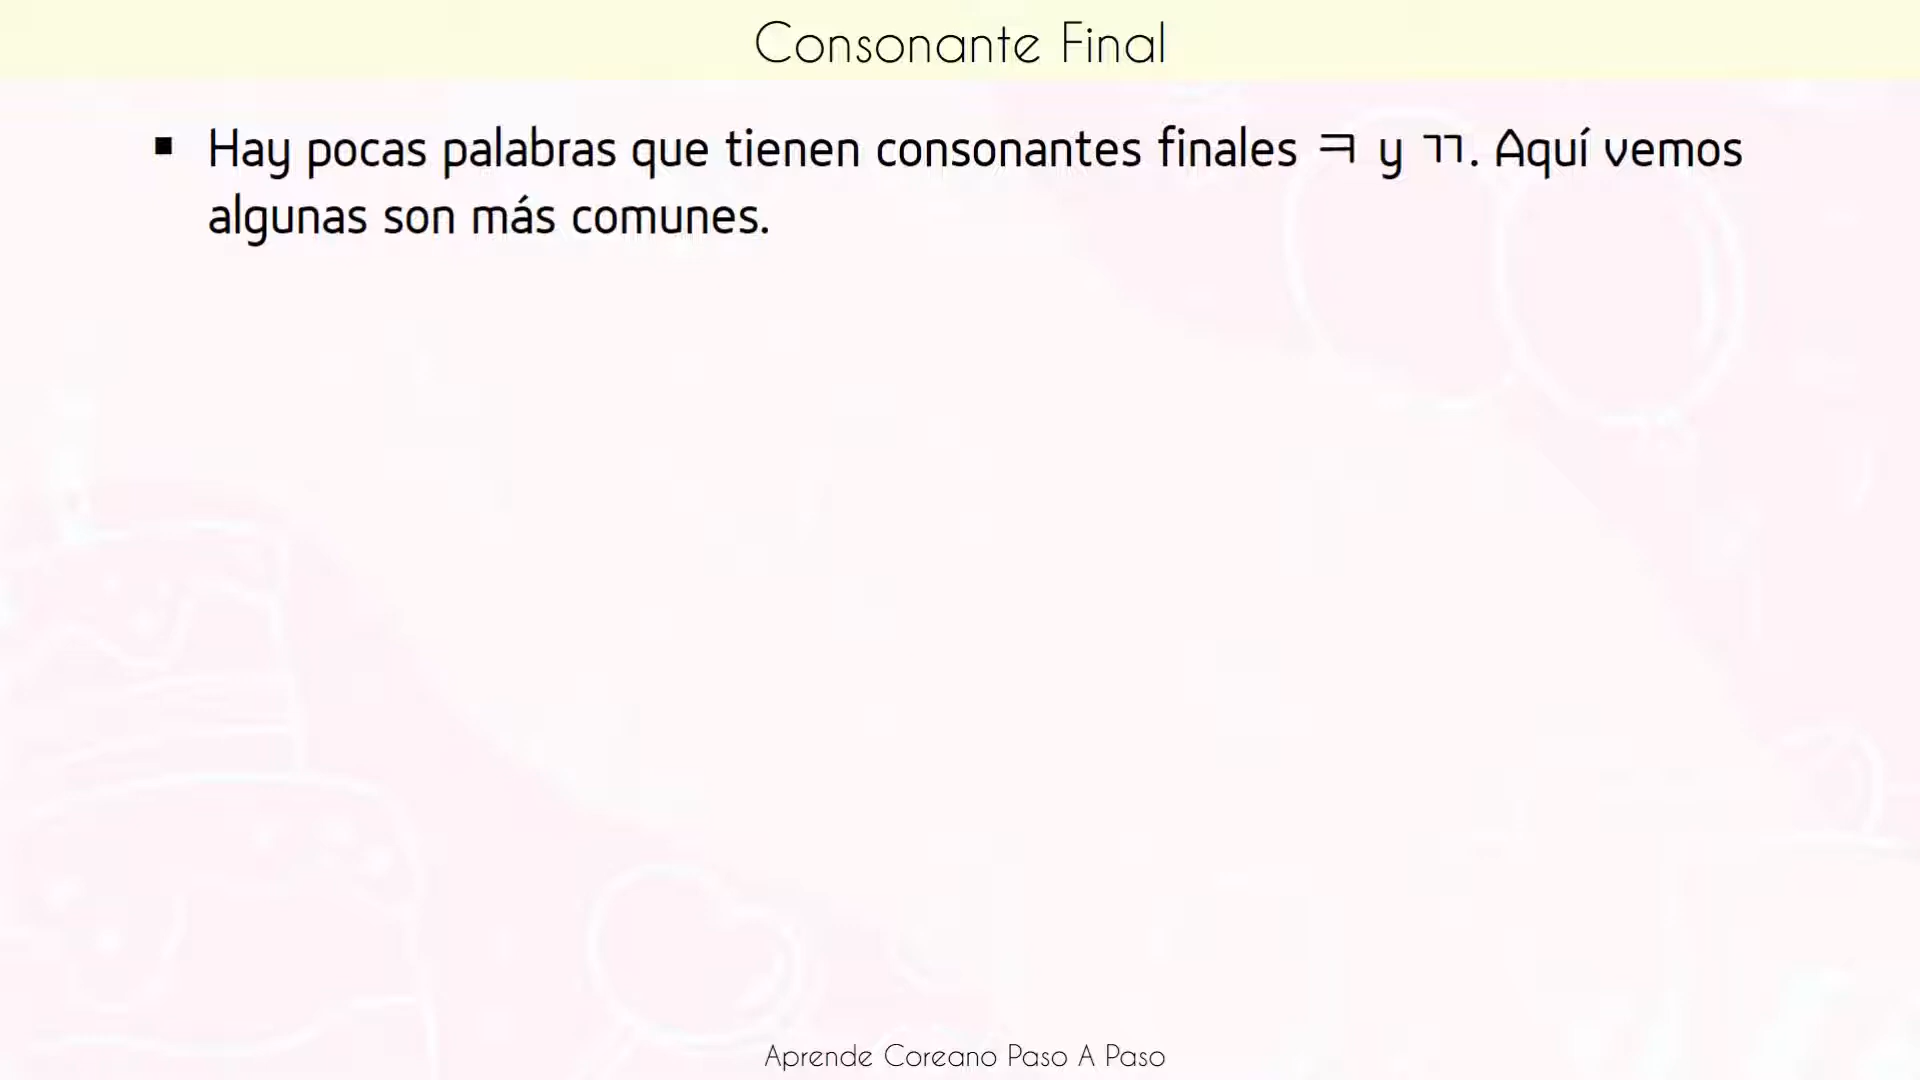 Consonante Final
▪ Hay pocas palabras que tienen consonantes finales ㅋ y ㄲ. Aquí vemos
algunas son más comunes.
Aprende Coreano Paso A Paso